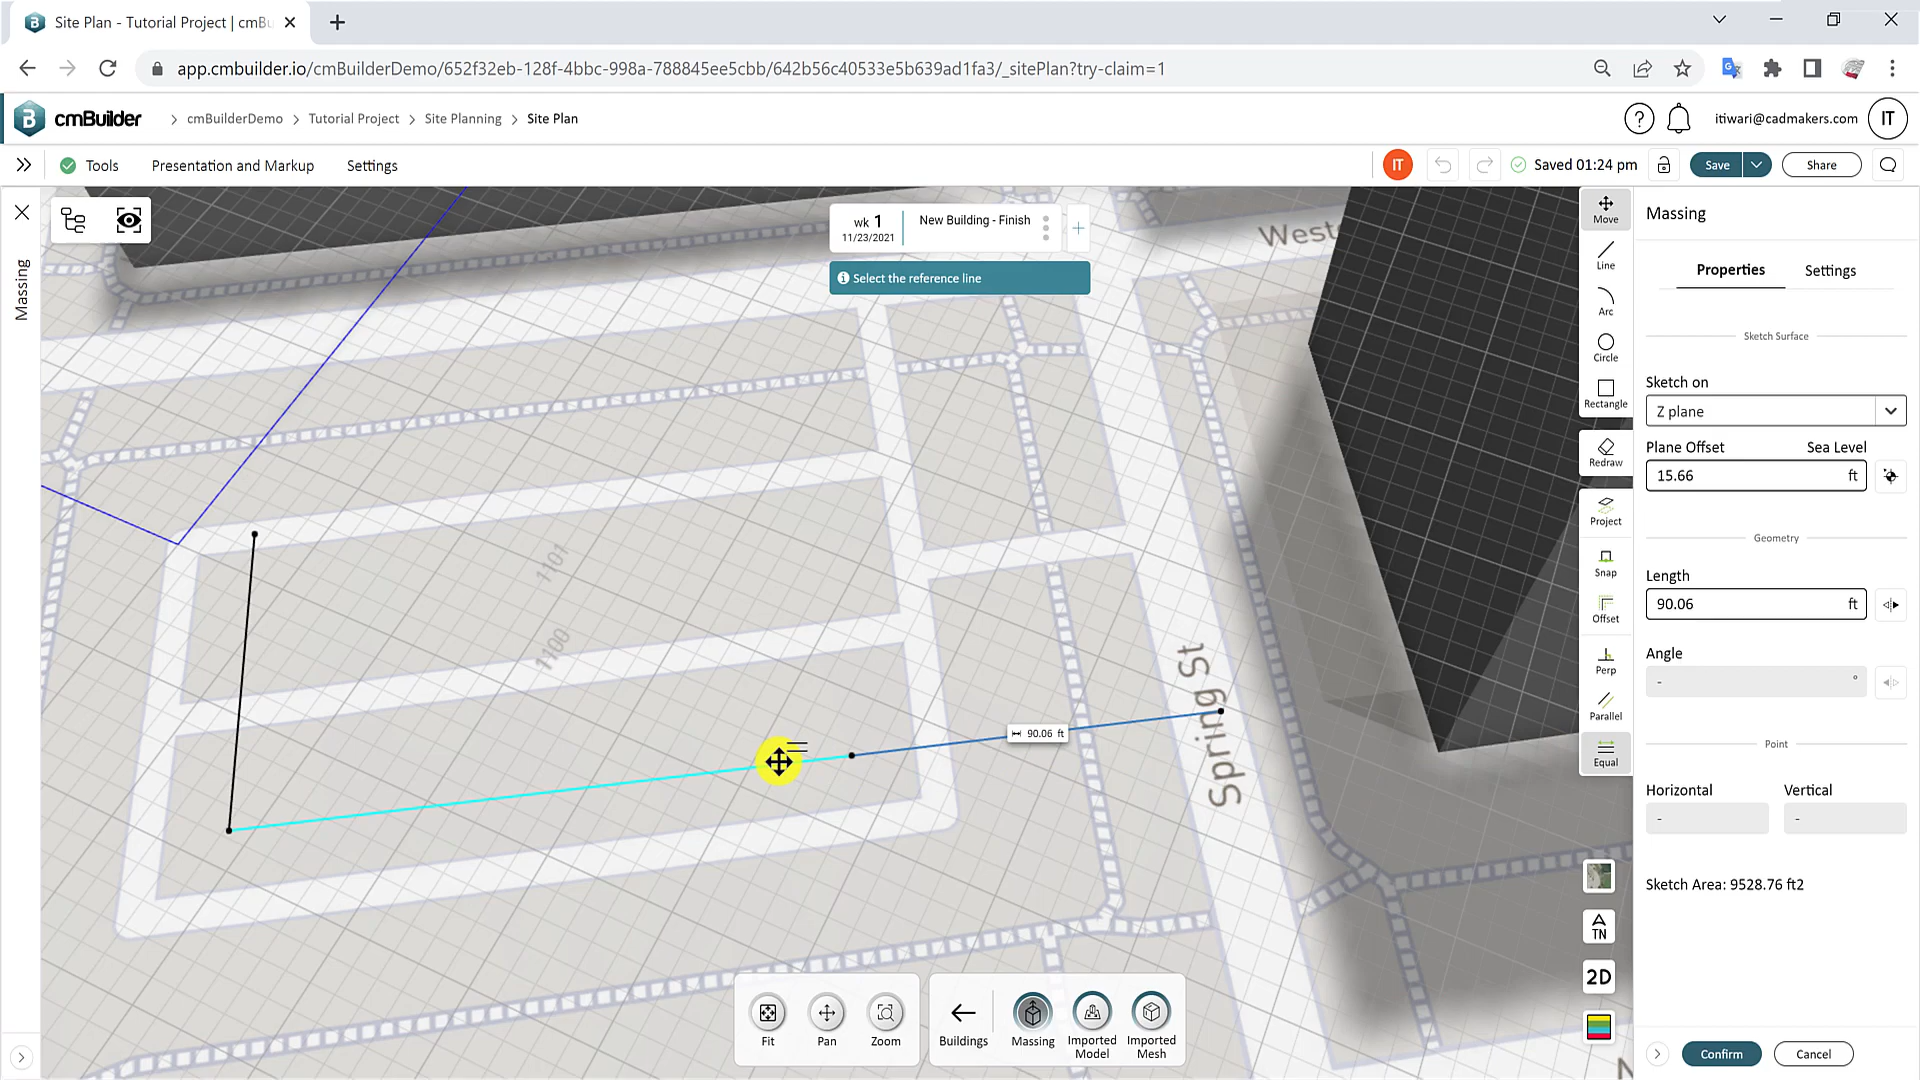 Site Plan - Tutorial Project | cmBu
app.cmbuilder.io/cmBuilderDemo/652f32eb-128f-4bbc-998a-788845ee5cbb/642b56c40533e5b639ad1fa3/_sitePlan?try-claim=1
cmBuilder
cmBuilderDemo
Tutorial Project
Site Planning
Site Plan
itiwari@cadmakers.com
IT
Tools
Presentation and Markup
Settings
IT
Saved 01:24 pm
Save
Share
Massing
wk 1
11/23/2021
New Building - Finish
Select the reference line
Weste
1101
1100
Spring St
90.06 ft
Move
Line
Arc
Circle
Rectangle
Redraw
Project
Snap
Offset
Perp
Parallel
Equal
TN
2D
Fit
Pan
Zoom
Buildings
Massing
Imported Model
Imported Mesh
Massing
Properties
Settings
Sketch Surface
Sketch on
Z plane
Plane Offset
Sea Level
15.66 ft
Geometry
Length
90.06 ft
Angle
- °
Point
Horizontal
Vertical
-
-
Sketch Area: 9528.76 ft2
Confirm
Cancel